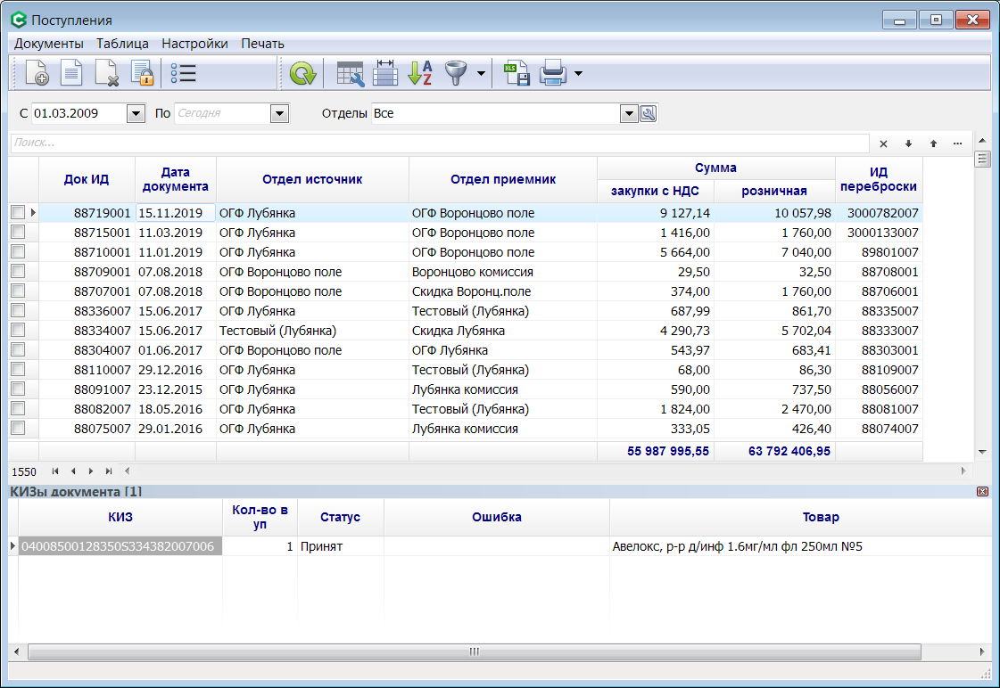 Поступления
Документы Таблица Настройки Печать
XLS
С 01.03.2009 По Сегодня Отделы Все
Поиск...
Док ИД Дата документа Отдел источник Отдел приемник Сумма закупки с НДС розничная ИД переброски
88719001 15.11.2019 ОГФ Лубянка ОГФ Воронцово поле 9 127,14 10 057,98 3000782007
88715001 11.03.2019 ОГФ Лубянка ОГФ Воронцово поле 1 416,00 1 760,00 3000133007
88710001 11.01.2019 ОГФ Лубянка ОГФ Воронцово поле 5 664,00 7 040,00 89801007
88709001 07.08.2018 ОГФ Воронцово поле Воронцово комиссия 29,50 32,50 88708001
88707001 07.08.2018 ОГФ Воронцово поле Скидка Воронц.поле 374,00 1 760,00 88706001
88336007 15.06.2017 ОГФ Лубянка Тестовый (Лубянка) 687,99 861,70 88335007
88334007 15.06.2017 Тестовый (Лубянка) Скидка Лубянка 4 290,73 5 702,04 88333007
88304007 01.06.2017 ОГФ Воронцово поле ОГФ Лубянка 543,97 683,41 88303001
88110007 29.12.2016 ОГФ Лубянка Тестовый (Лубянка) 68,00 86,30 88109007
88091007 23.12.2015 ОГФ Лубянка Лубянка комиссия 590,00 737,50 88056007
88082007 18.05.2016 ОГФ Лубянка Тестовый (Лубянка) 1 824,00 2 470,00 88081007
88075007 29.01.2016 ОГФ Лубянка Лубянка комиссия 333,05 426,40 88074007
55 987 995,55 63 792 406,95
1550
КИЗы документа [1]
КИЗ Кол-во в уп Статус Ошибка Товар
04008500128350S334382007006 1 Принят Авелокс, р-р д/инф 1.6мг/мл фл 250мл №5